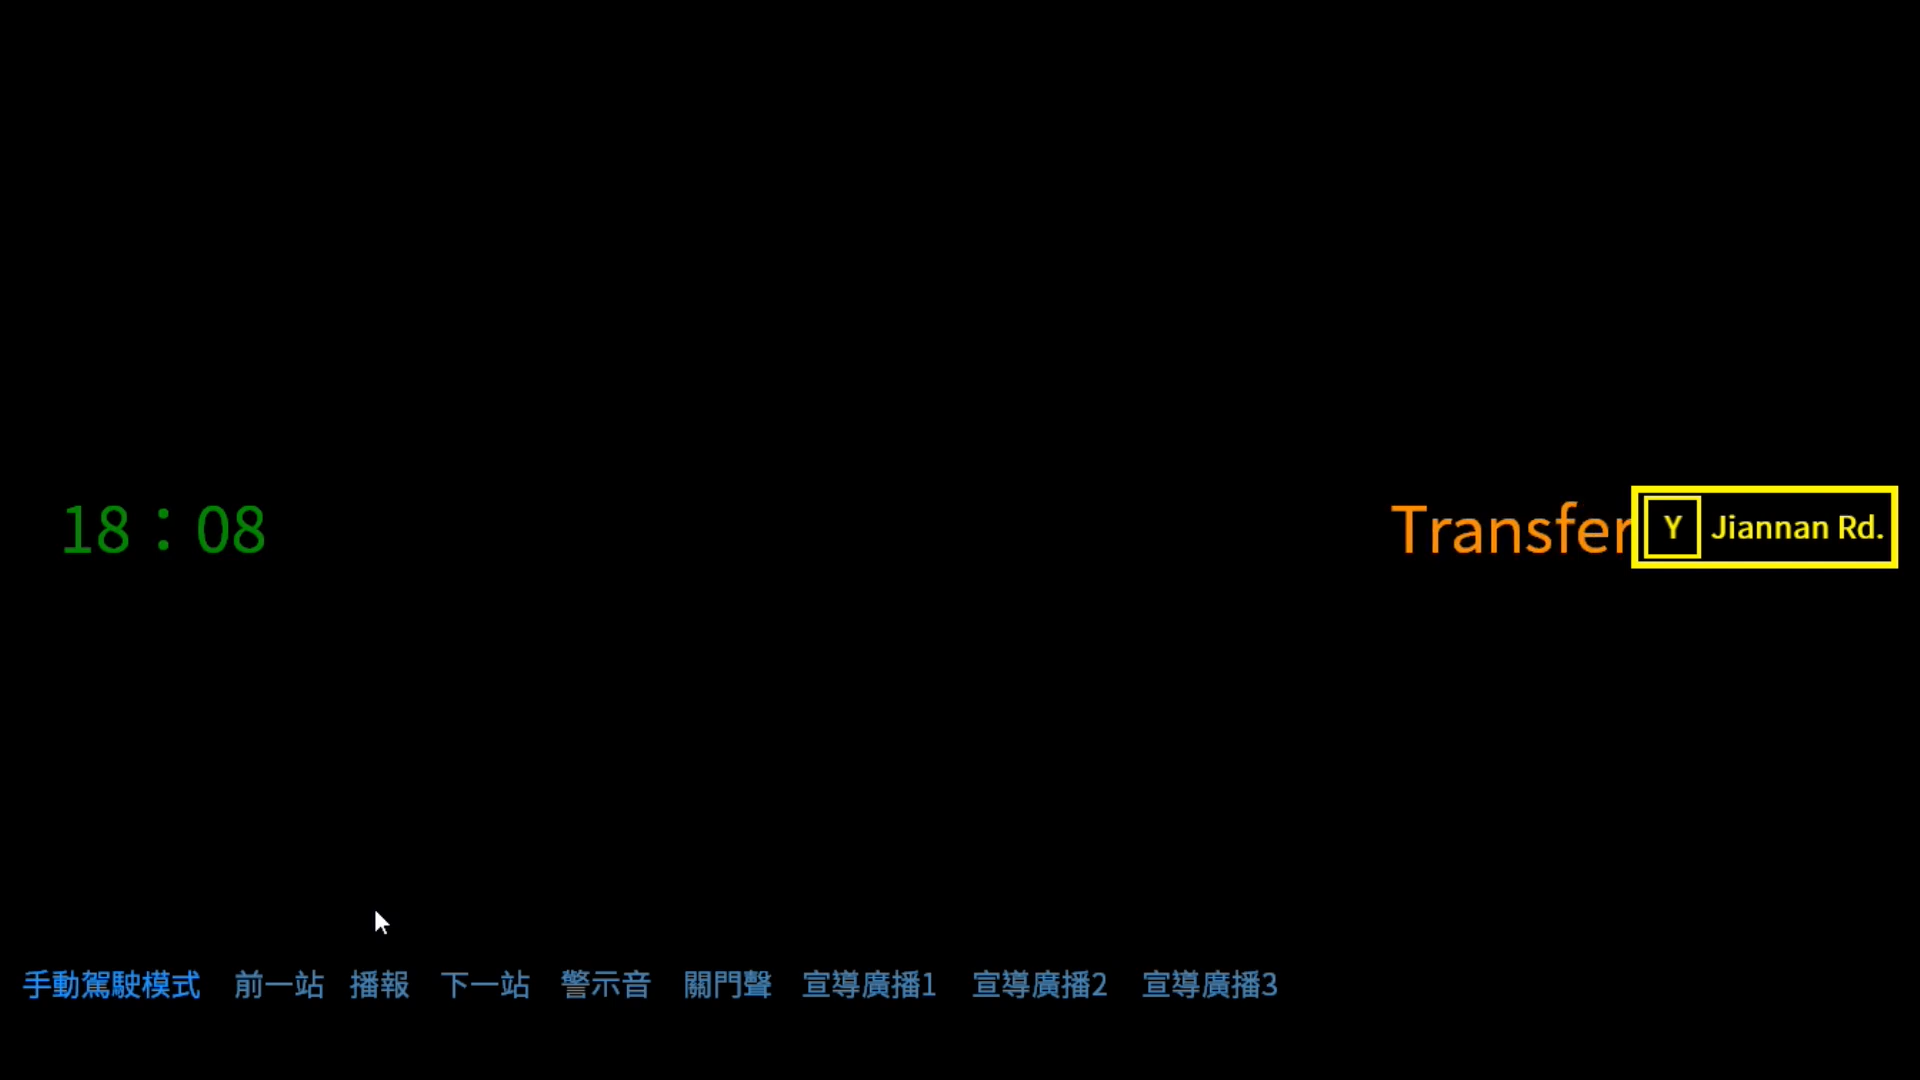 18：08 Transfer Y Jiannan Rd.
手動駕駛模式 前一站 播報 下一站 警示音 關門聲 宣導廣播1 宣導廣播2 宣導廣播3